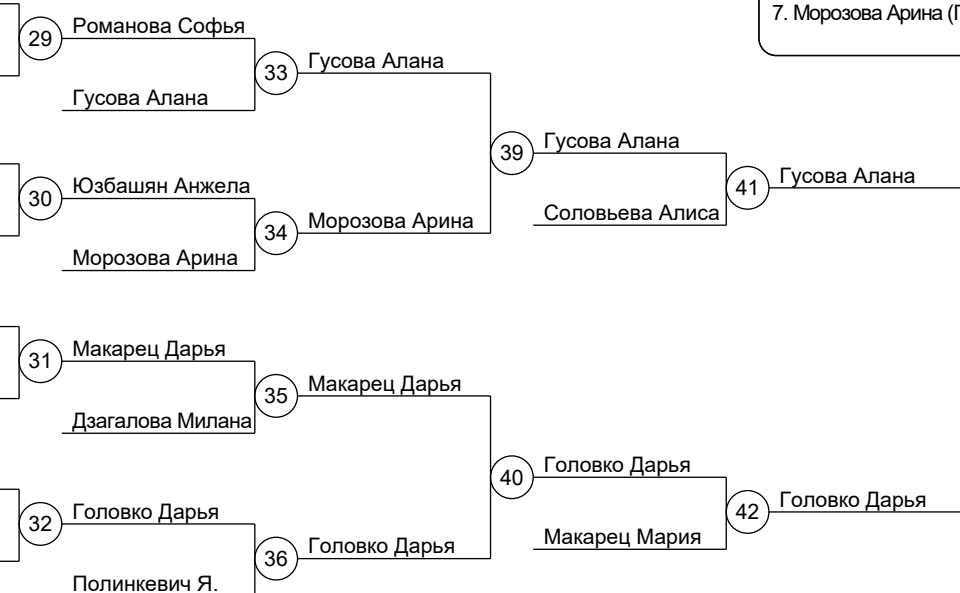 7. Морозова Арина
29
Романова Софья
Гусова Алана
33
Гусова Алана
39
Гусова Алана
Соловьева Алиса
41
Гусова Алана
30
Юзбашян Анжела
Морозова Арина
34
Морозова Арина
31
Макарец Дарья
Дзагалова Милана
35
Макарец Дарья
40
Головко Дарья
Макарец Мария
42
Головко Дарья
32
Головко Дарья
Полинкевич Я.
36
Головко Дарья